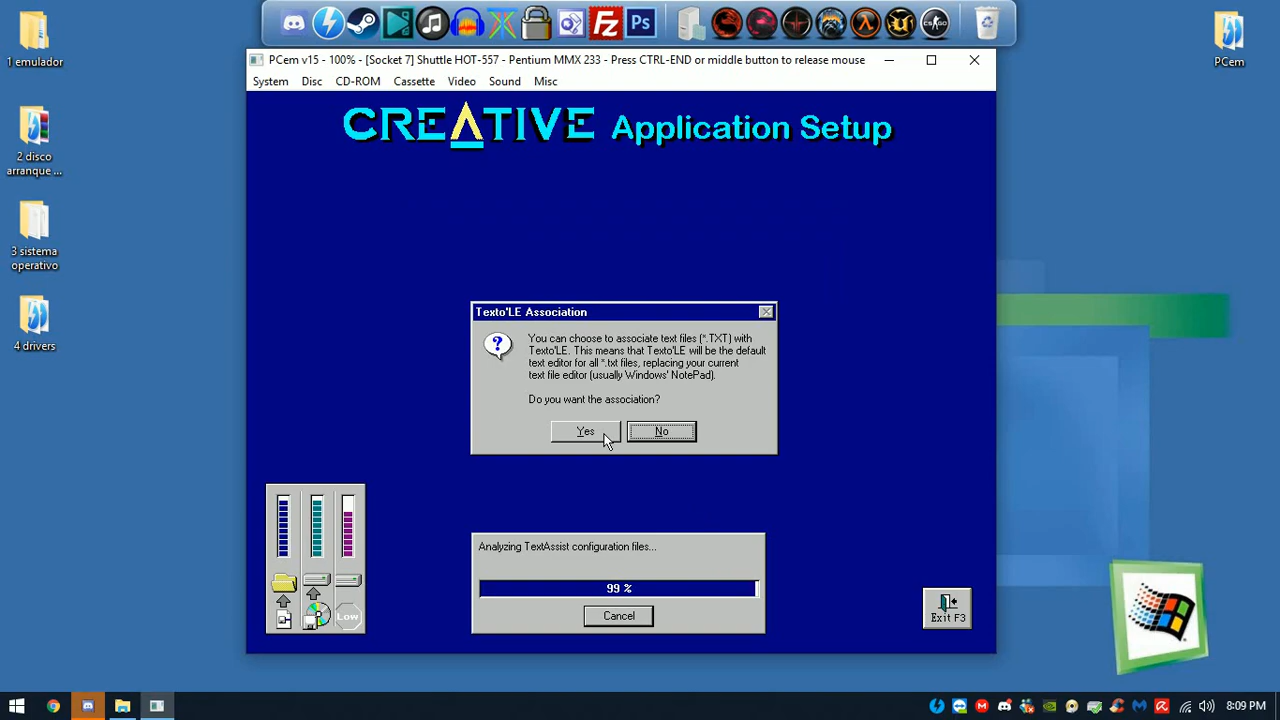 Fz
Ps
CS:GO
1 emulador
2 disco
arranque ...
3 sistema
operativo
4 drivers
PCem
PCem v15 - 100% - [Socket 7] Shuttle HOT-557 - Pentium MMX 233 - Press CTRL-END or middle button to release mouse
System Disc CD-ROM Cassette Video Sound Misc
CREATIVE Application Setup
Texto'LE Association
You can choose to associate text files (*.TXT) with
Texto'LE. This means that Texto'LE will be the default
text editor for all *.txt files, replacing your current
text file editor (usually Windows' NotePad).
Do you want the association?
Yes No
Analyzing TextAssist configuration files...
99 %
Cancel
Low
Exit F3
8:09 PM